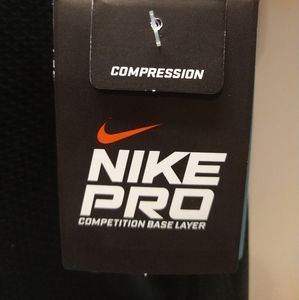 COMPRESSION
NIKE
PRO
COMPETITION BASE LAYER